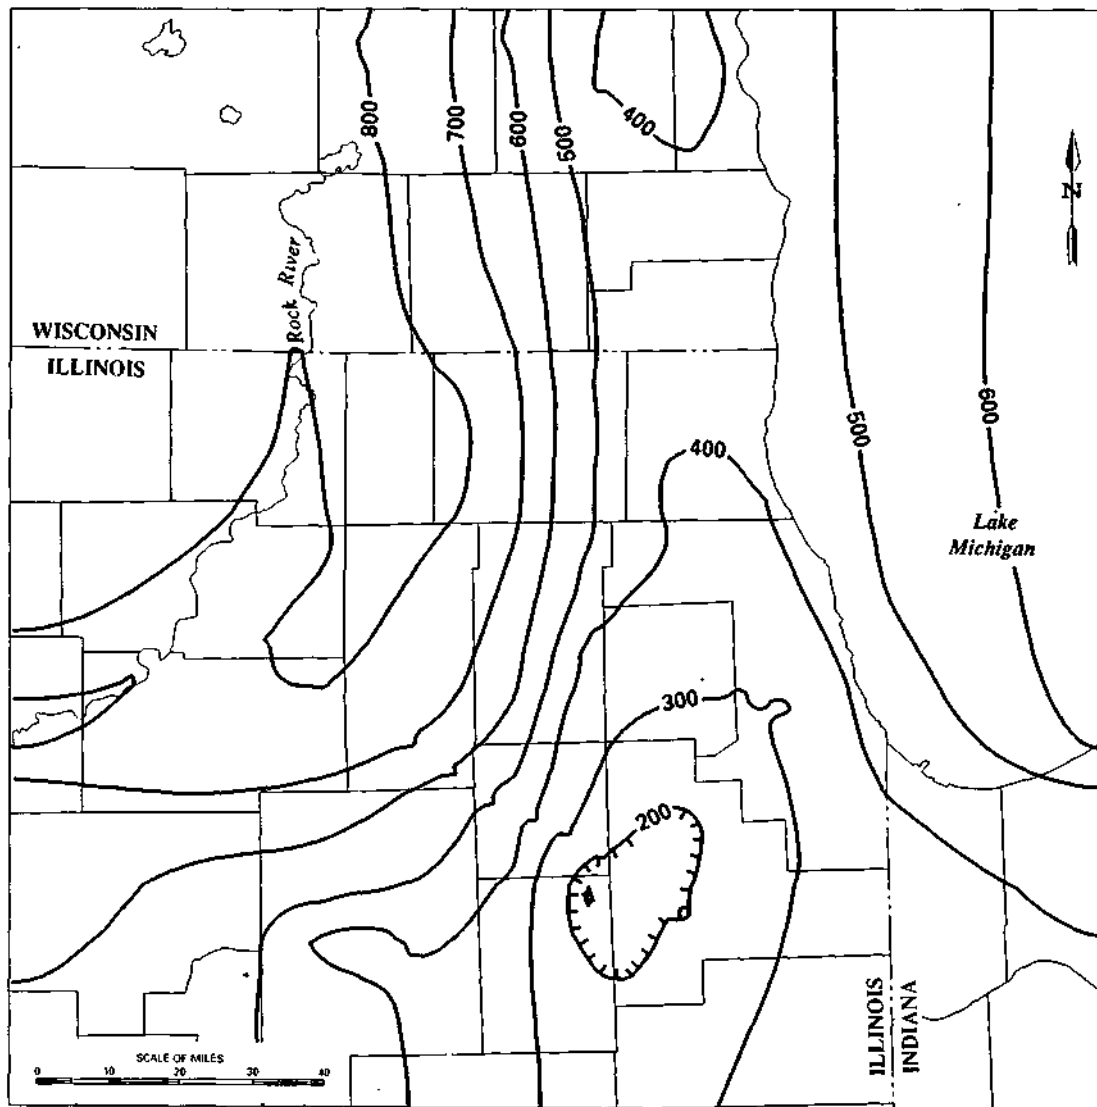 800
700
600
500
400
N
Rock River
WISCONSIN
ILLINOIS
600
500
400
Lake
Michigan
300
200
ILLINOIS
INDIANA
SCALE OF MILES
0 10 20 30 40